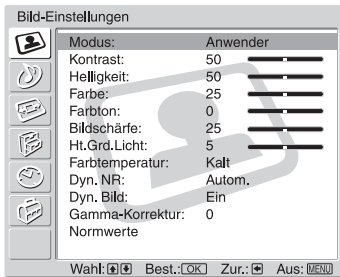 Bild-Einstellungen
Modus: Anwender
Kontrast: 50
Helligkeit: 50
Farbe: 25
Farbton: 0
Bildschärfe: 25
Ht.Grd.Licht: 5
Farbtemperatur: Kalt
Dyn. NR: Autom.
Dyn. Bild: Ein
Gamma-Korrektur: 0
Normwerte
Wahl: Best.: OK Zur.: Aus: MENU